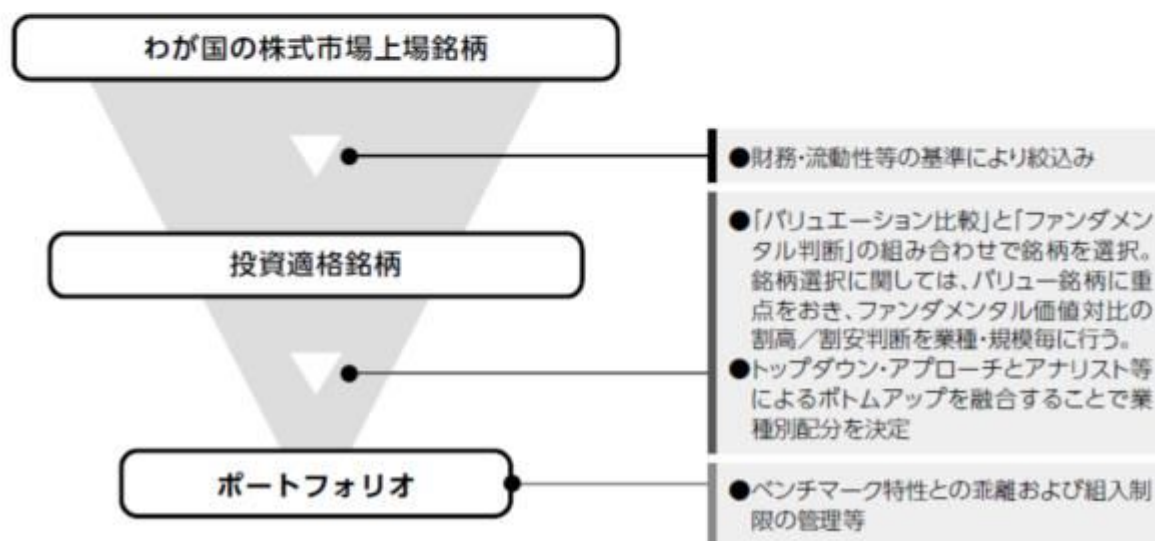 わが国の株式市場上場銘柄
●財務・流動性等の基準により絞込み
投資適格銘柄
●「バリュエーション比較」と「ファンダメン
タル判断」の組み合わせで銘柄を選択。
銘柄選択に関しては、バリュー銘柄に重
点をおき、ファンダメンタル価値対比の
割高／割安判断を業種・規模毎に行う。
●トップダウン・アプローチとアナリスト等
によるボトムアップを融合することで業
種別配分を決定
ポートフォリオ
●ベンチマーク特性との乖離および組入制
限の管理等